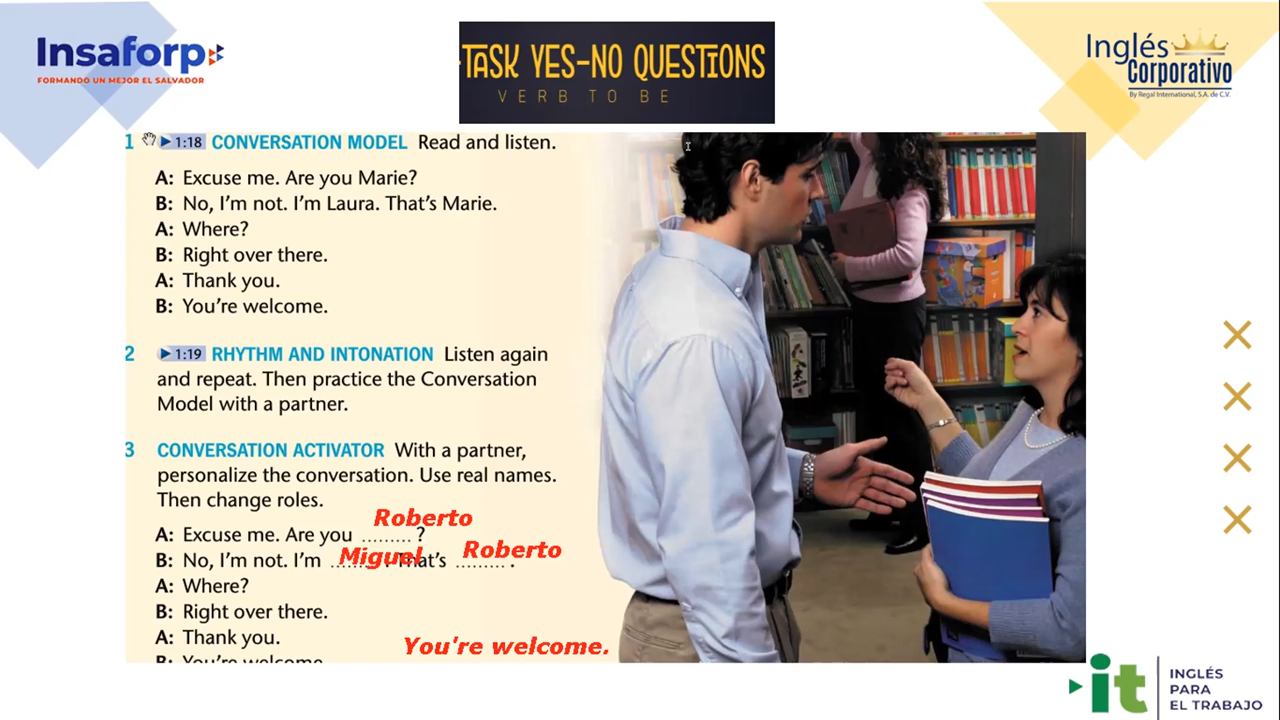 Insaforp
FORMANDO UN MEJOR EL SALVADOR
TASK YES-NO QUESTIONS
VERB TO BE
Inglés
Corporativo
By Regal International, S.A. de C.V.
1 1:18 CONVERSATION MODEL Read and listen.
A: Excuse me. Are you Marie?
B: No, I'm not. I'm Laura. That's Marie.
A: Where?
B: Right over there.
A: Thank you.
B: You're welcome.
2 1:19 RHYTHM AND INTONATION Listen again
and repeat. Then practice the Conversation
Model with a partner.
3 CONVERSATION ACTIVATOR With a partner,
personalize the conversation. Use real names.
Then change roles.
Roberto
A: Excuse me. Are you ......... ?
Miguel Roberto
B: No, I'm not. I'm ......... That's ......... .
A: Where?
B: Right over there.
A: Thank you.
You're welcome.
B: You're welcome
it
INGLÉS
PARA
EL TRABAJO